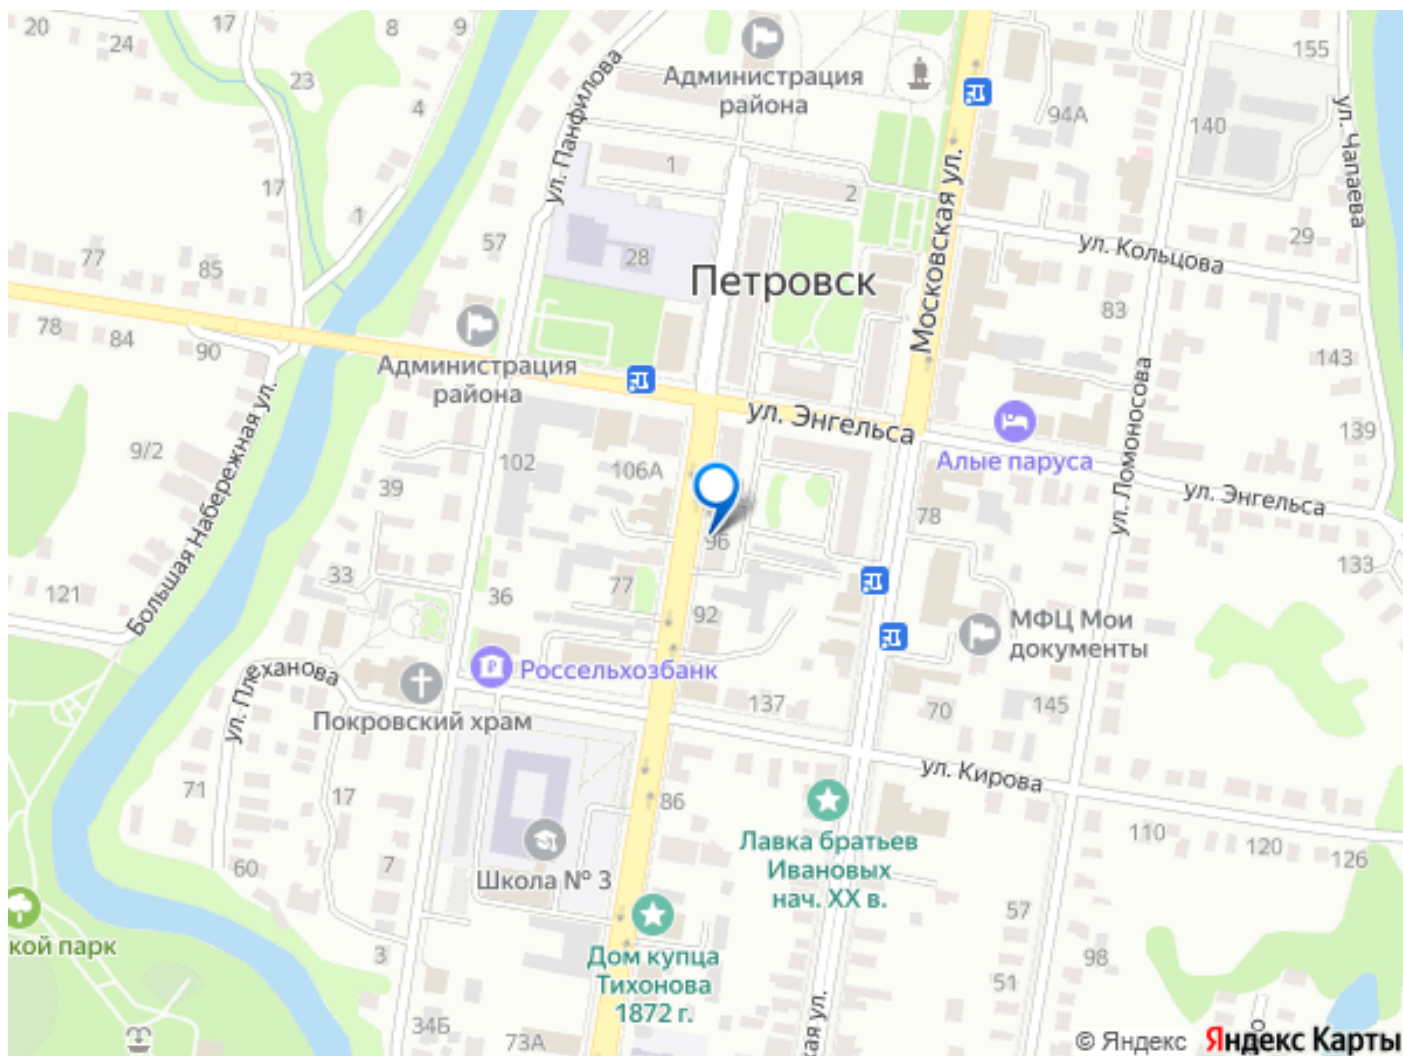 17
8
9
20
24
155
Администрация
района
23
4
94А
140
ул. Панфилова
ул. Чапаева
1
17
2
1
Московская ул.
29
57
28
ул. Кольцова
77
85
Петровск
83
78
84
90
143
Администрация
района
ул. Энгельса
139
9/2
Большая Набережная ул.
102
106А
Алые паруса
ул. Ломоносова
39
78
ул. Энгельса
96
133
33
77
121
36
92
МФЦ Мои
документы
ул. Плеханова
Россельхозбанк
137
70
145
Покровский храм
ул. Кирова
71
17
86
110
120
126
Лавка братьев
Ивановых
нач. XX в.
60
7
Школа № 3
57
кой парк
3
Дом купца
Тихонова
1872 г.
98
51
34Б
73А
кая ул.
о
© Яндекс Яндекс Карты